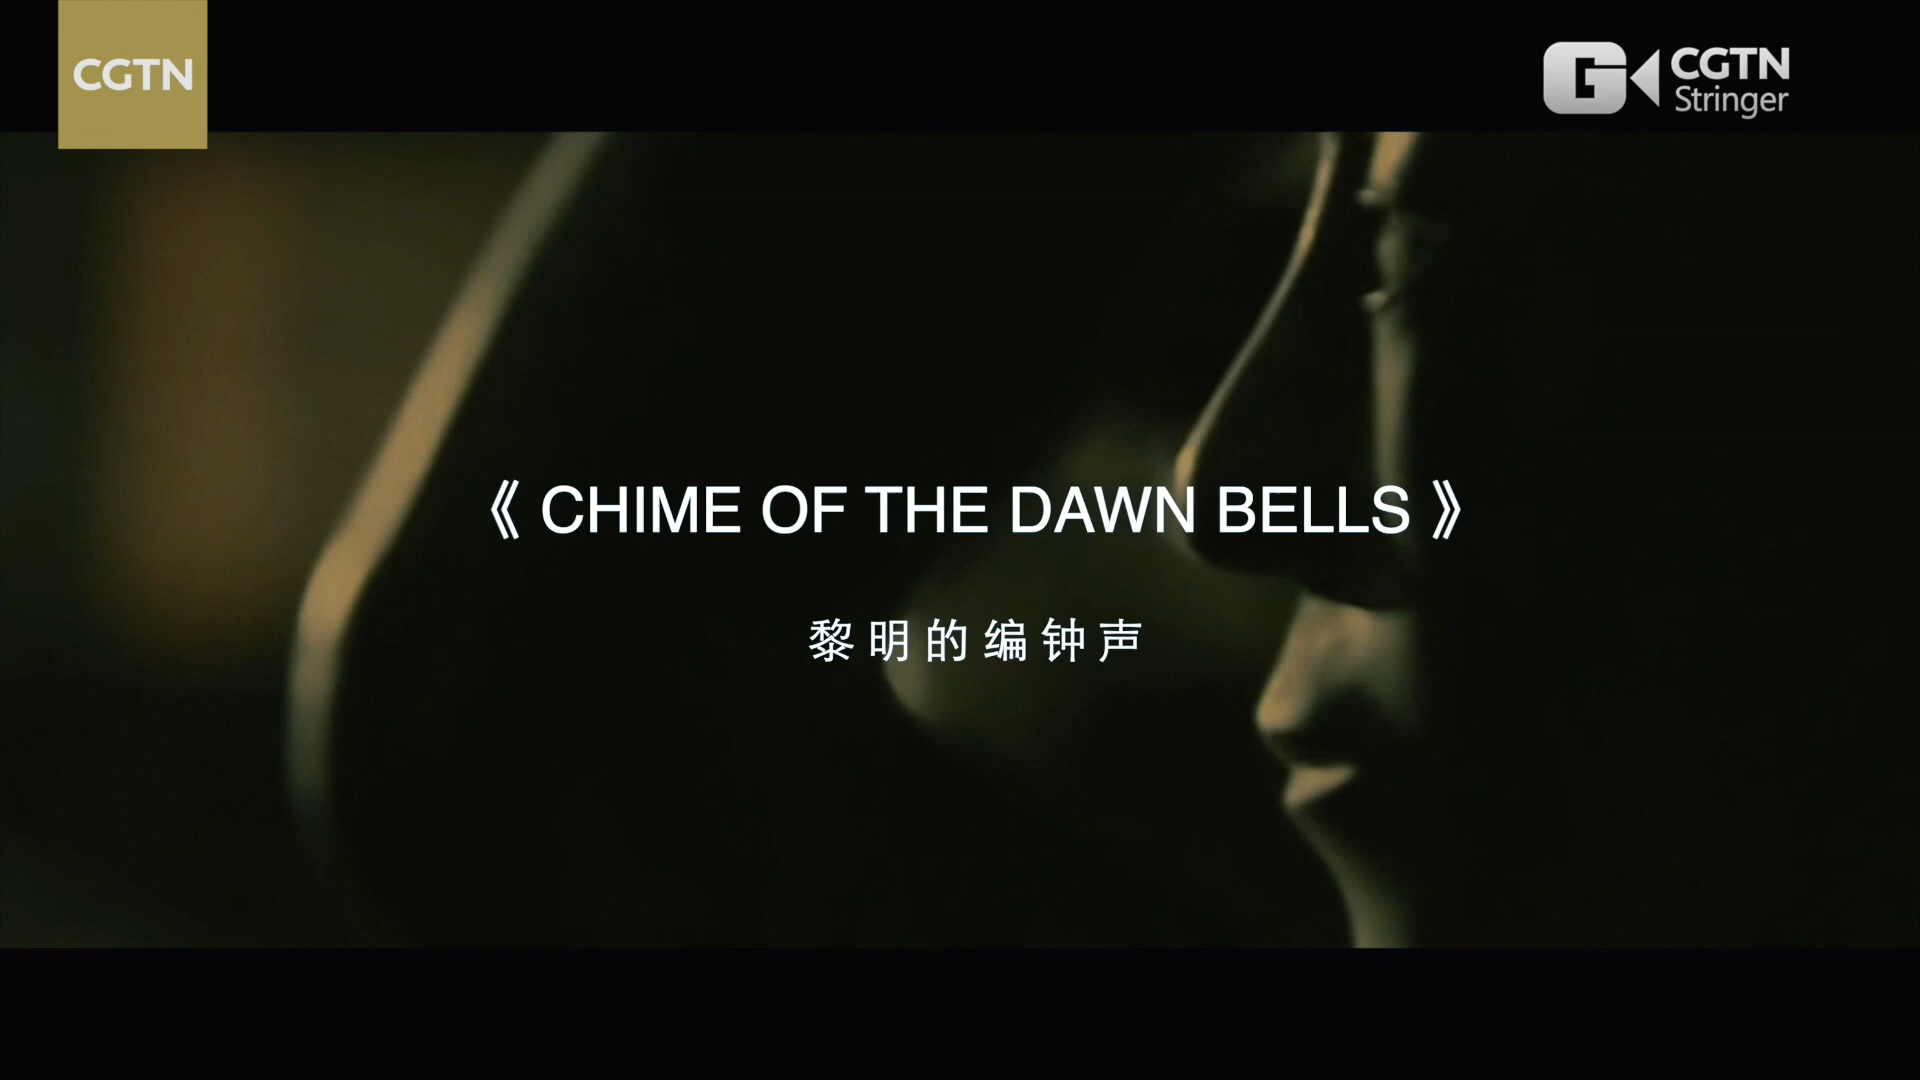 CGTN
CGTN
Stringer
《 CHIME OF THE DAWN BELLS 》
黎明的编钟声